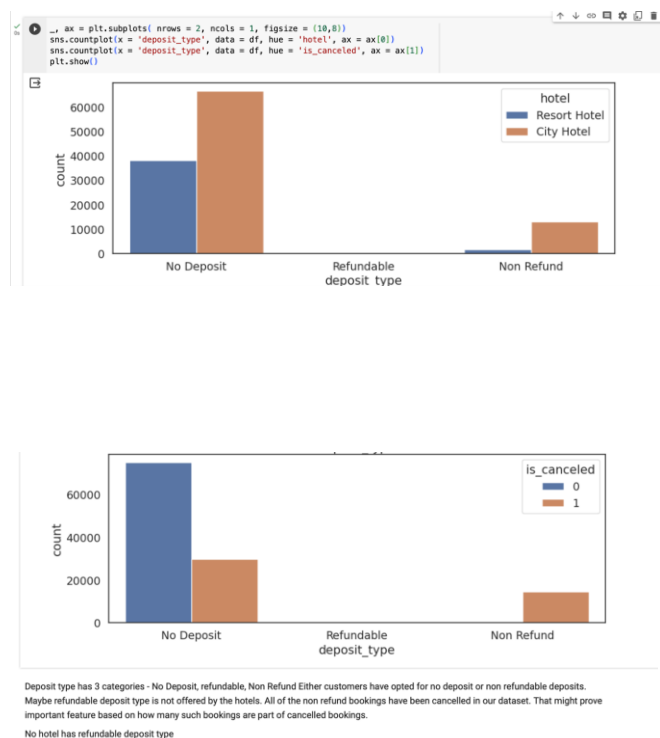 _, ax = plt.subplots( nrows = 2, ncols = 1, figsize = (10,8))
sns.countplot(x = 'deposit_type', data = df, hue = 'hotel', ax = ax[0])
sns.countplot(x = 'deposit_type', data = df, hue = 'is_canceled', ax = ax[1])
plt.show()
hotel
Resort Hotel
City Hotel
60000
50000
40000
30000
20000
10000
0
count
No Deposit Refundable Non Refund
deposit_type
is_canceled
0
1
60000
40000
20000
0
count
No Deposit Refundable Non Refund
deposit_type
Deposit type has 3 categories - No Deposit, refundable, Non Refund Either customers have opted for no deposit or non refundable deposits.
Maybe refundable deposit type is not offered by the hotels. All of the non refund bookings have been cancelled in our dataset. That might prove
important feature based on how many such bookings are part of cancelled bookings.
No hotel has refundable deposit type